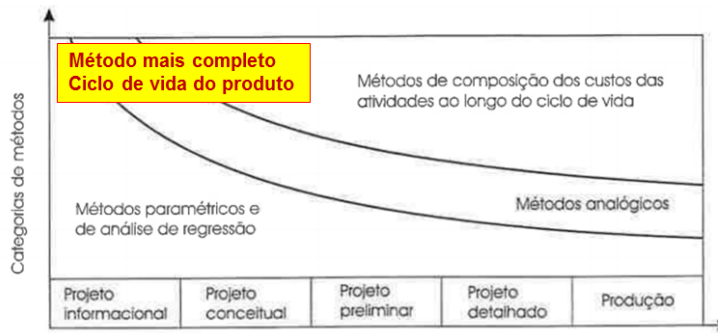 Categorias de métodos
Método mais completo
Ciclo de vida do produto
Métodos de composição dos custos das
atividades ao longo do ciclo de vida
Métodos paramétricos e
de análise de regressão
Métodos analógicos
Projeto
informacional
Projeto
conceitual
Projeto
preliminar
Projeto
detalhado
Produção